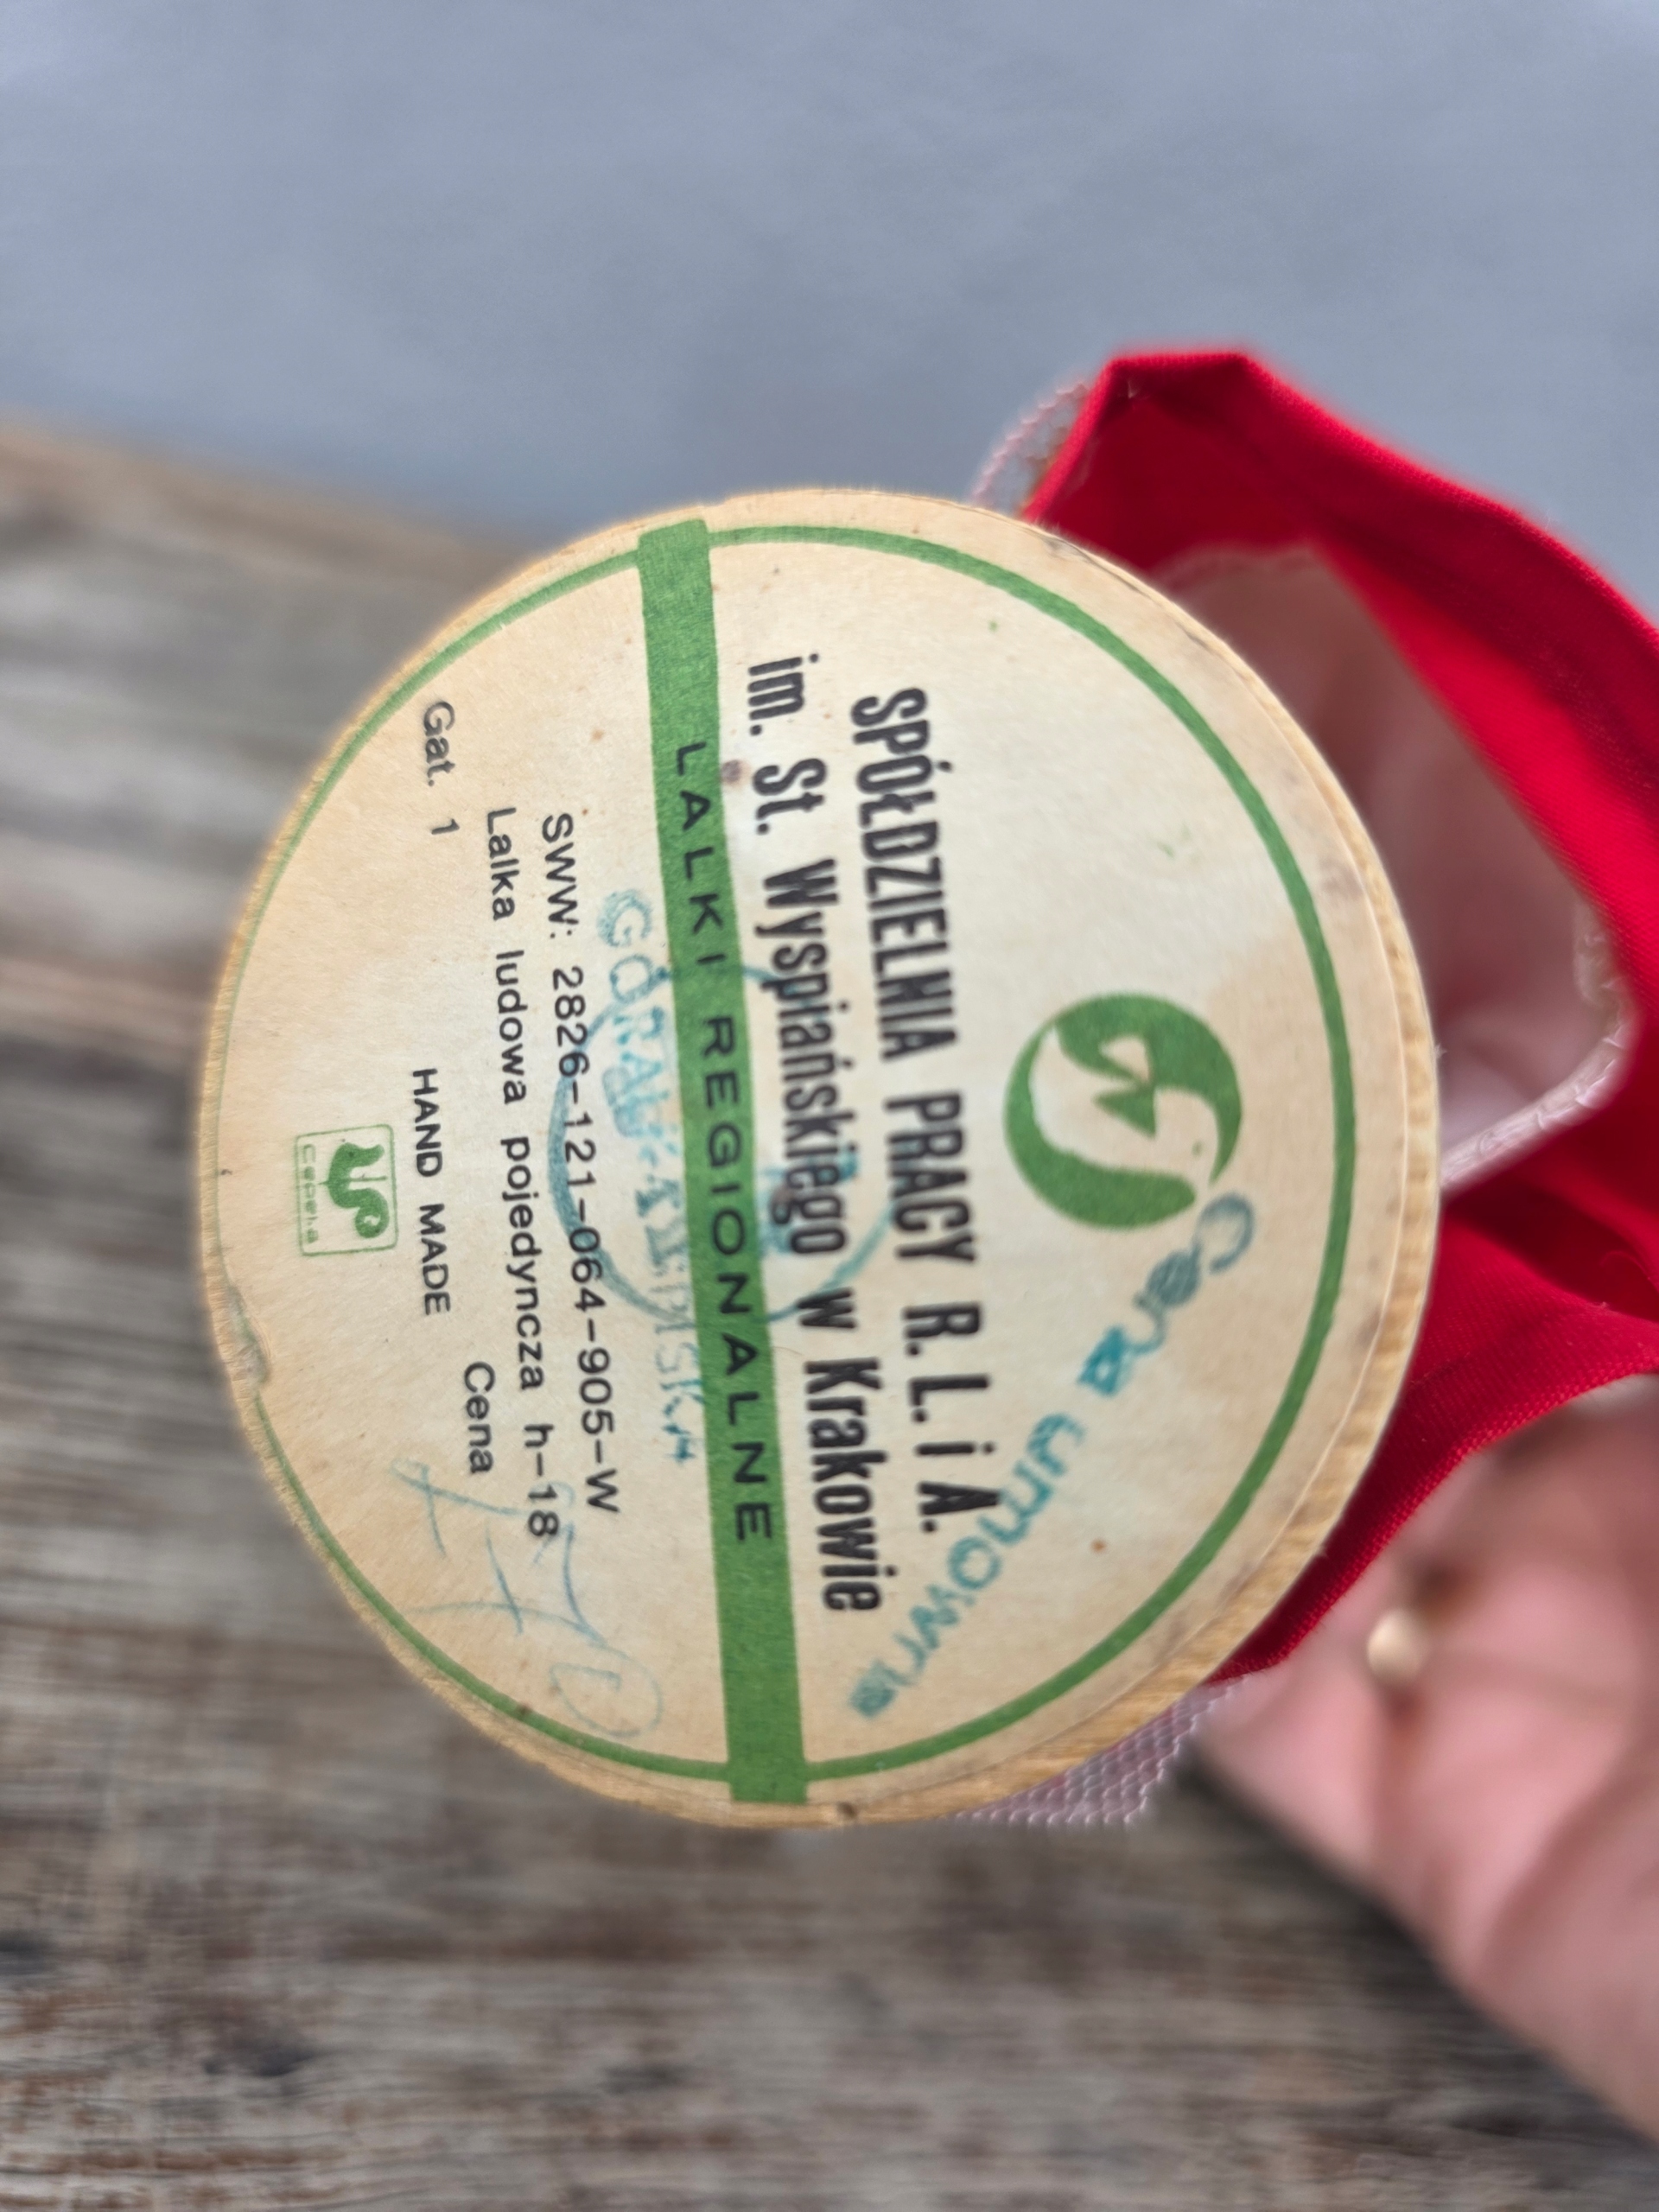 SPÓŁDZIELNIA PRACY R. L. i A.
im. St. Wyspiańskiego w Krakowie
Cena umowna
LALKI REGIONALNE
SWW: 2826-121-064-905-W
Lalka ludowa pojedyncza h-18
Gat. 1
Cena
HAND MADE
cepelia